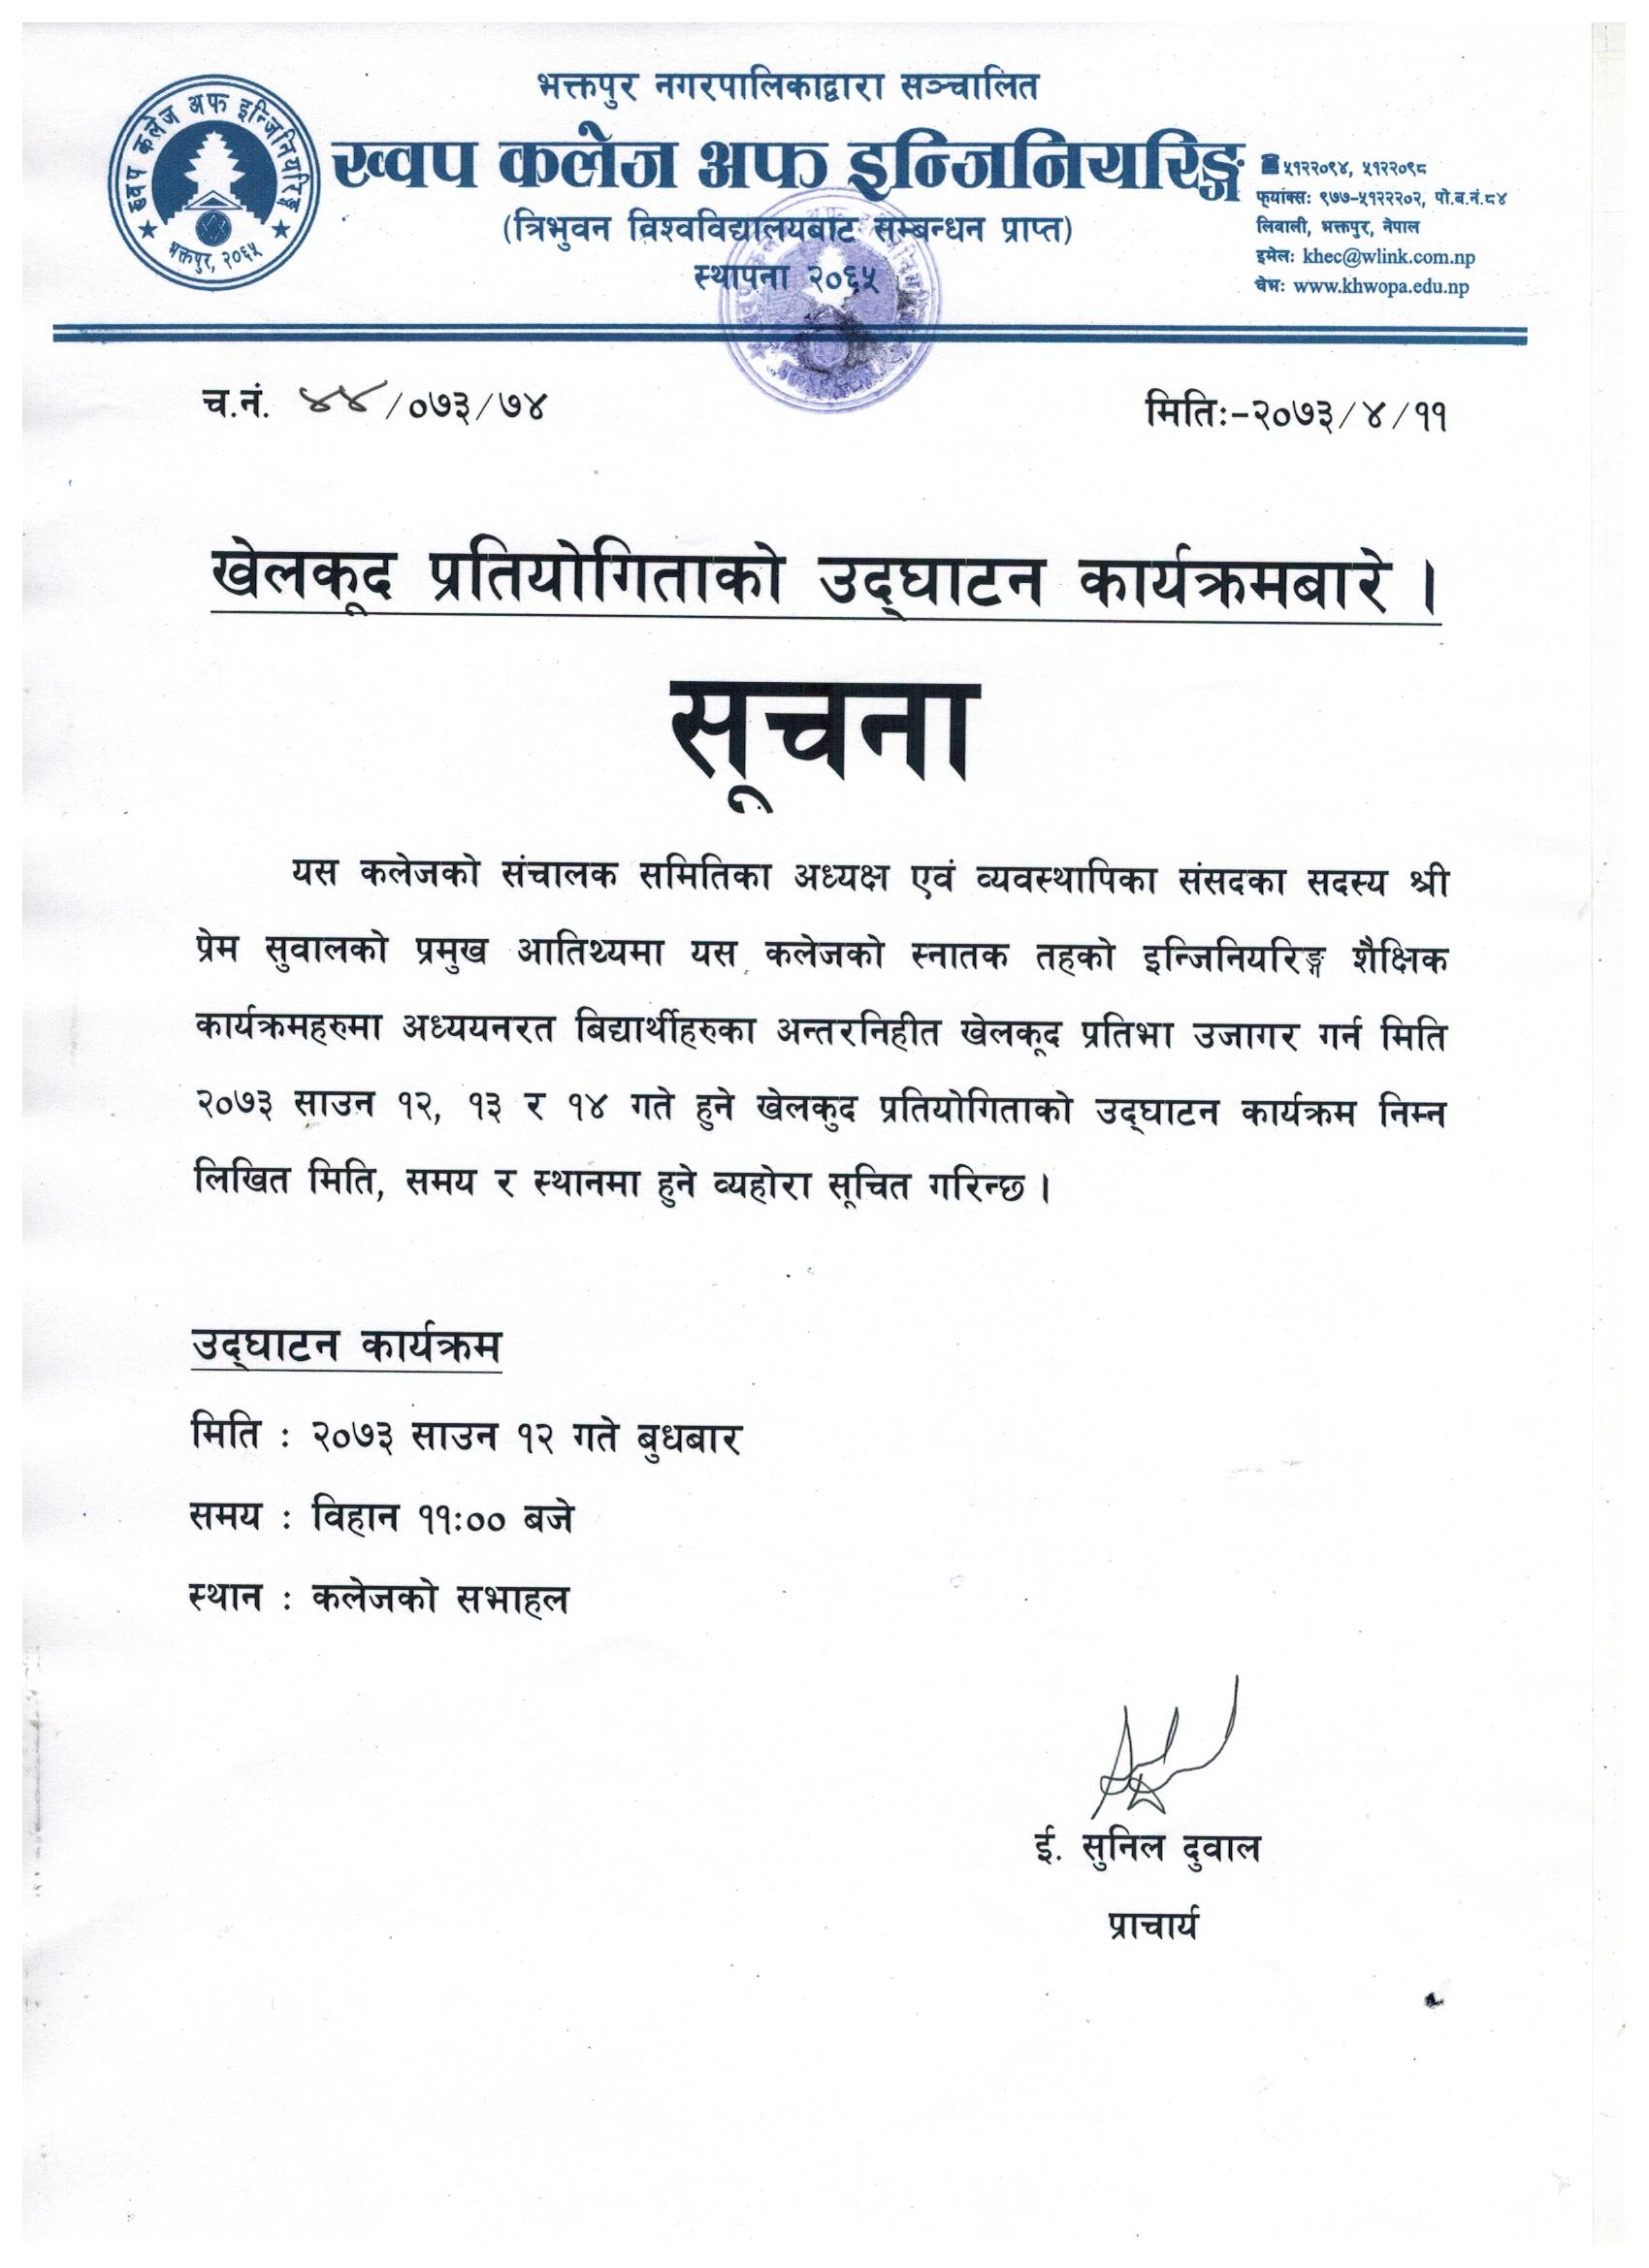 भक्तपुर नगरपालिकाद्वारा सञ्चालित
ख्वप कलेज अफ इन्जिनियरिङ्ग
(त्रिभुवन विश्वविद्यालयबाट सम्बन्धन प्राप्त)
स्थापना २०६५
ख्वप कलेज अफ इन्जिनियरिङ्ग
भक्तपुर, २०६५
☎५१२२०९४, ५१२२०९८
फ्याक्सः ९७७-५१२२२०२, पो.ब.नं.८४
लिवाली, भक्तपुर, नेपाल
इमेलः khec@wlink.com.np
वेभः www.khwopa.edu.np
च.नं. ४४/०७३/७४
मितिः-२०७३/४/११
खेलकूद प्रतियोगिताको उद्घाटन कार्यक्रमबारे ।
सूचना
यस कलेजको संचालक समितिका अध्यक्ष एवं व्यवस्थापिका संसदका सदस्य श्री
प्रेम सुवालको प्रमुख आतिथ्यमा यस कलेजको स्नातक तहको इन्जिनियरिङ्ग शैक्षिक
कार्यक्रमहरुमा अध्ययनरत बिद्यार्थीहरुका अन्तरनिहीत खेलकूद प्रतिभा उजागर गर्न मिति
२०७३ साउन १२, १३ र १४ गते हुने खेलकुद प्रतियोगिताको उद्घाटन कार्यक्रम निम्न
लिखित मिति, समय र स्थानमा हुने व्यहोरा सूचित गरिन्छ ।
उद्घाटन कार्यक्रम
मिति : २०७३ साउन १२ गते बुधबार
समय : विहान ११:०० बजे
स्थान : कलेजको सभाहल
ई. सुनिल दुवाल
प्राचार्य